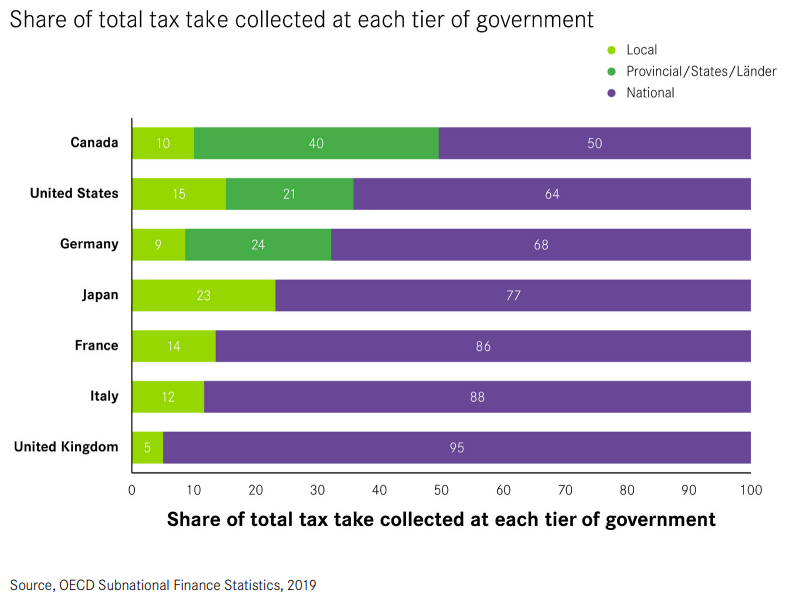 Share of total tax take collected at each tier of government
Local
Provincial/States/Länder
National
Canada 10 40 50
United States 15 21 64
Germany 9 24 68
Japan 23 77
France 14 86
Italy 12 88
United Kingdom 5 95
0 10 20 30 40 50 60 70 80 90 100
Share of total tax take collected at each tier of government
Source, OECD Subnational Finance Statistics, 2019